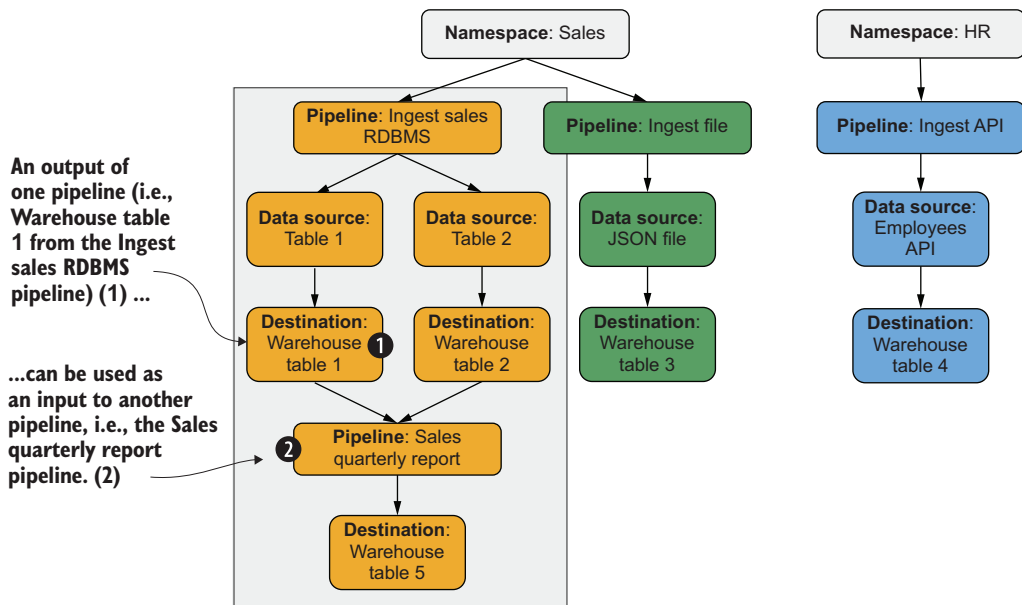 Namespace: Sales
Namespace: HR
Pipeline: Ingest sales
RDBMS
Pipeline: Ingest file
Pipeline: Ingest API
An output of
one pipeline (i.e.,
Warehouse table
1 from the Ingest
sales RDBMS
pipeline) (1) ...
Data source:
Table 1
Data source:
Table 2
Data source:
JSON file
Data source:
Employees
API
Destination:
Warehouse
table 1
1
Destination:
Warehouse
table 2
Destination:
Warehouse
table 3
Destination:
Warehouse
table 4
...can be used as
an input to another
pipeline, i.e., the Sales
quarterly report
pipeline. (2)
2
Pipeline: Sales
quarterly report
Destination:
Warehouse
table 5